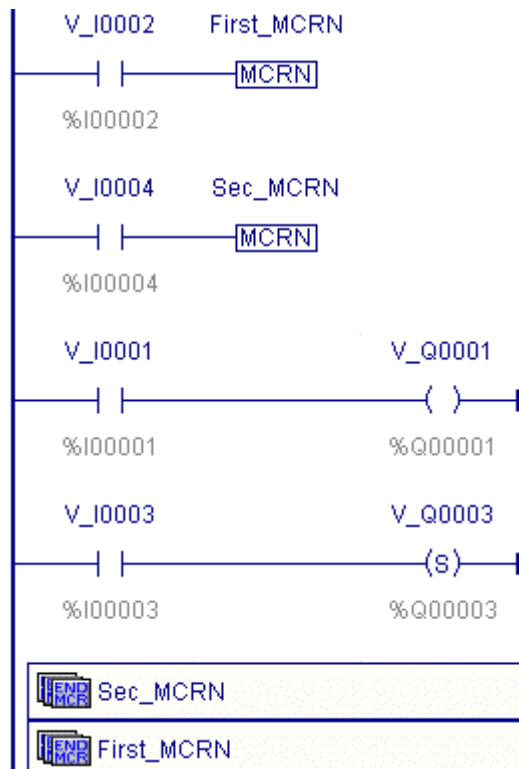 V_I0002 First_MCRN
MCRN
%I00002
V_I0004 Sec_MCRN
MCRN
%I00004
V_I0001 V_Q0001
%I00001 %Q00001
V_I0003 V_Q0003
S
%I00003 %Q00003
END MCR Sec_MCRN
END MCR First_MCRN